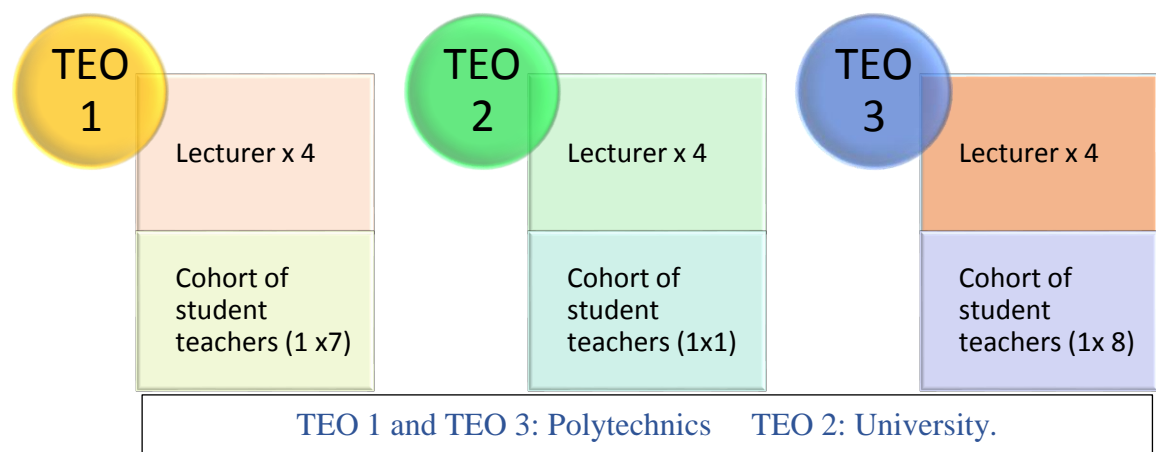 TEO
1
Lecturer x 4
Cohort of
student
teachers (1 x7)
TEO
2
Lecturer x 4
Cohort of
student
teachers (1x1)
TEO
3
Lecturer x 4
Cohort of
student
teachers (1x 8)
TEO 1 and TEO 3: Polytechnics TEO 2: University.